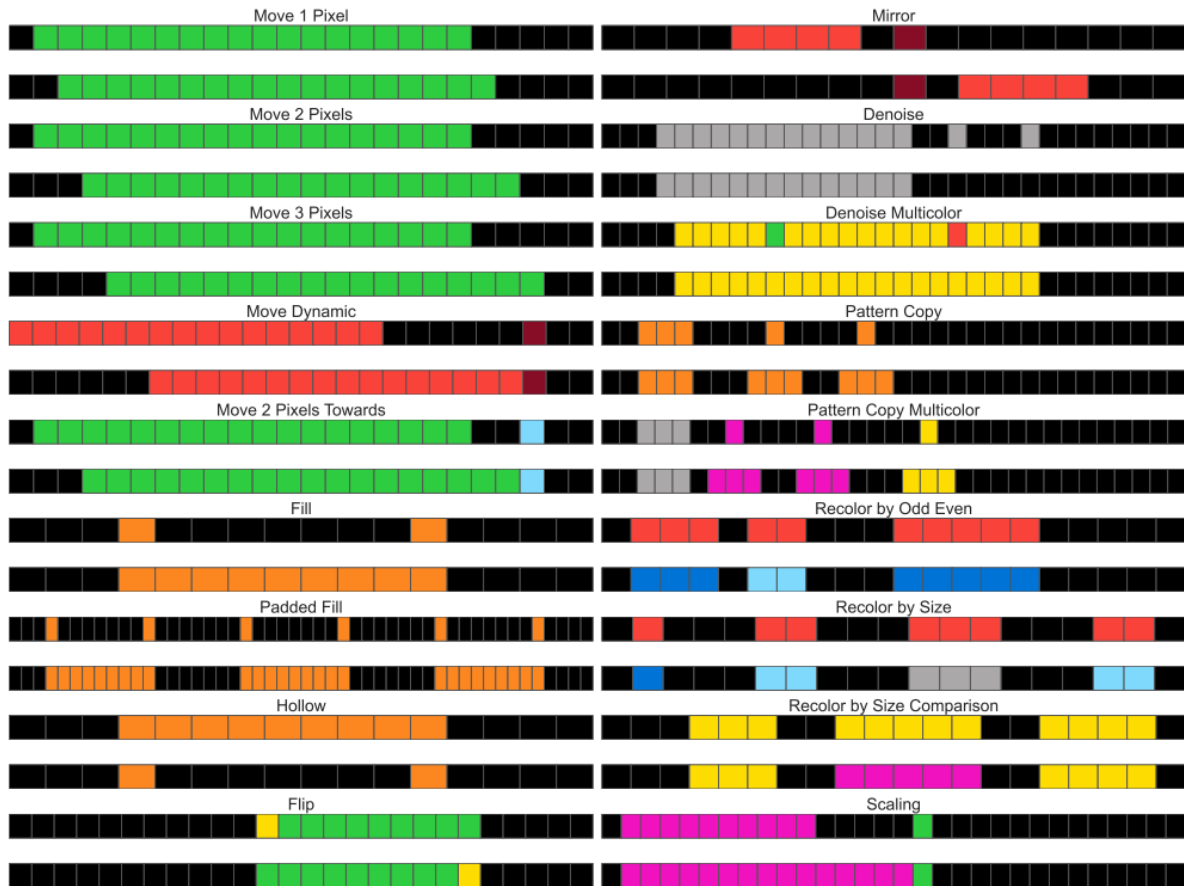 Move 1 Pixel
Move 2 Pixels
Move 3 Pixels
Move Dynamic
Move 2 Pixels Towards
Fill
Padded Fill
Hollow
Flip
Mirror
Denoise
Denoise Multicolor
Pattern Copy
Pattern Copy Multicolor
Recolor by Odd Even
Recolor by Size
Recolor by Size Comparison
Scaling